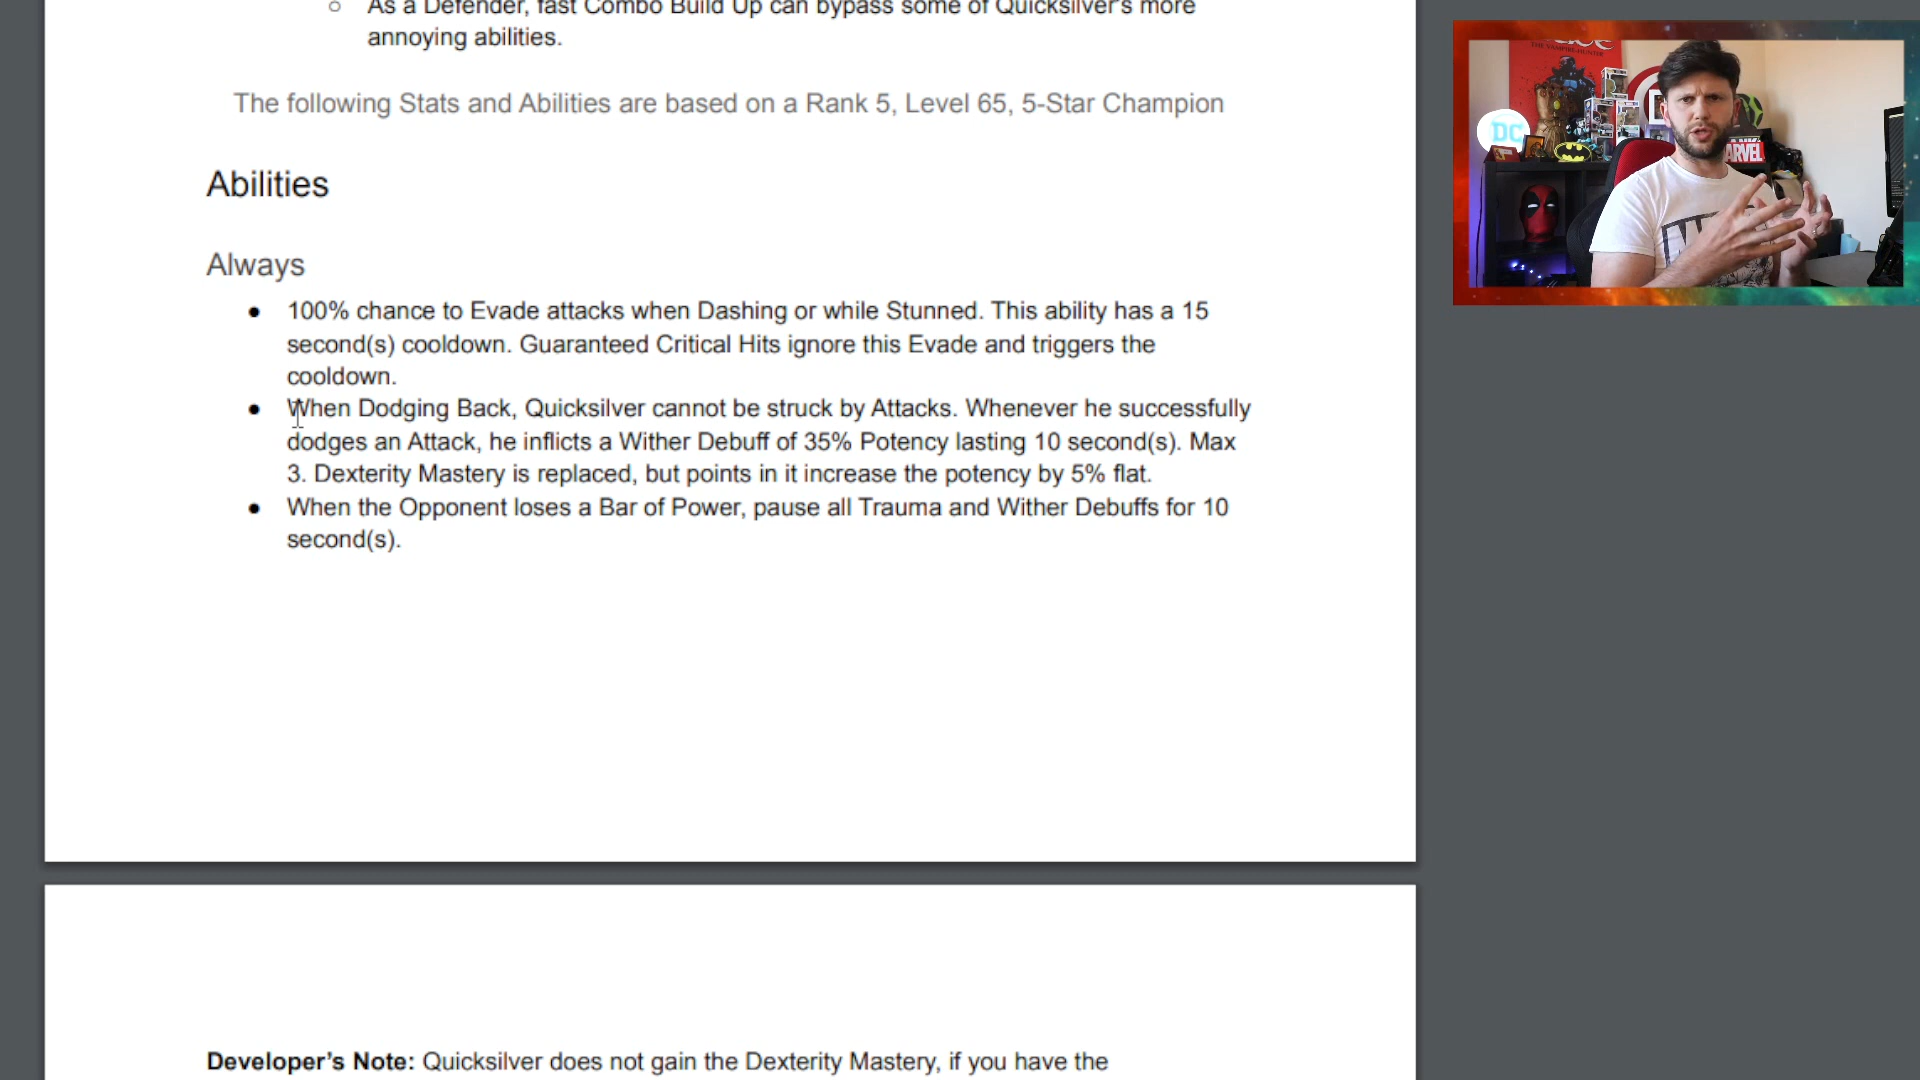 As a Defender, fast Combo Build Up can bypass some of Quicksilver's more
annoying abilities.
The following Stats and Abilities are based on a Rank 5, Level 65, 5-Star Champion
Abilities
Always
100% chance to Evade attacks when Dashing or while Stunned. This ability has a 15
second(s) cooldown. Guaranteed Critical Hits ignore this Evade and triggers the
cooldown.
When Dodging Back, Quicksilver cannot be struck by Attacks. Whenever he successfully
dodges an Attack, he inflicts a Wither Debuff of 35% Potency lasting 10 second(s). Max
3. Dexterity Mastery is replaced, but points in it increase the potency by 5% flat.
When the Opponent loses a Bar of Power, pause all Trauma and Wither Debuffs for 10
second(s).
Developer's Note: Quicksilver does not gain the Dexterity Mastery, if you have the
THE VAMPIRE HUNTER
DC